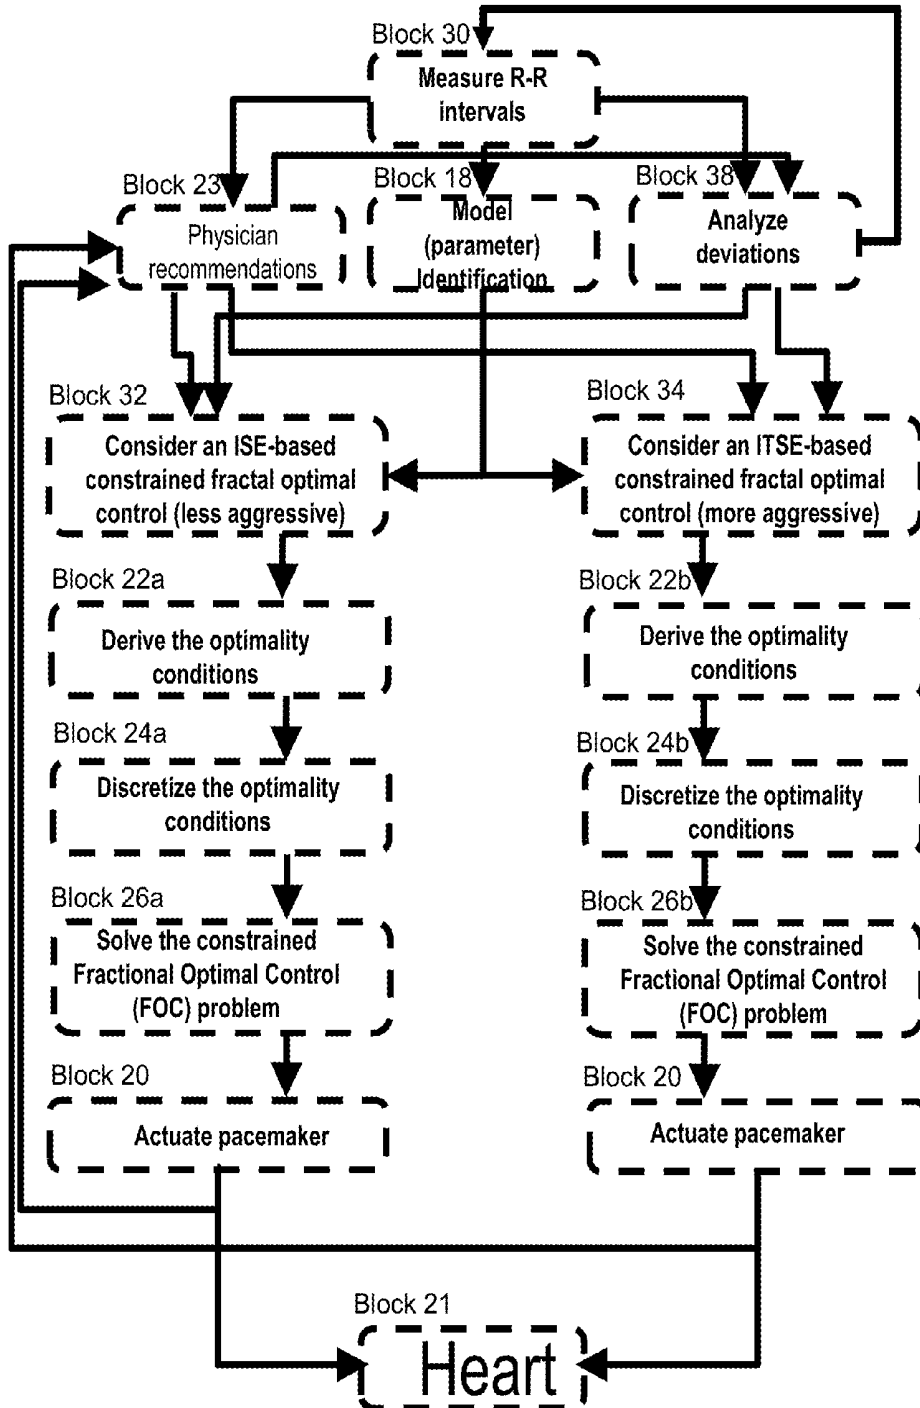 Block 30
Measure R-R
intervals
Block 23
Physician
recommendations
Block 18
Model
(parameter)
Identification
Block 38
Analyze
deviations
Block 32
Consider an ISE-based
constrained fractal optimal
control (less aggressive)
Block 34
Consider an ITSE-based
constrained fractal optimal
control (more aggressive)
Block 22a
Derive the optimality
conditions
Block 22b
Derive the optimality
conditions
Block 24a
Discretize the optimality
conditions
Block 24b
Discretize the optimality
conditions
Block 26a
Solve the constrained
Fractional Optimal Control
(FOC) problem
Block 26b
Solve the constrained
Fractional Optimal Control
(FOC) problem
Block 20
Actuate pacemaker
Block 20
Actuate pacemaker
Block 21
Heart